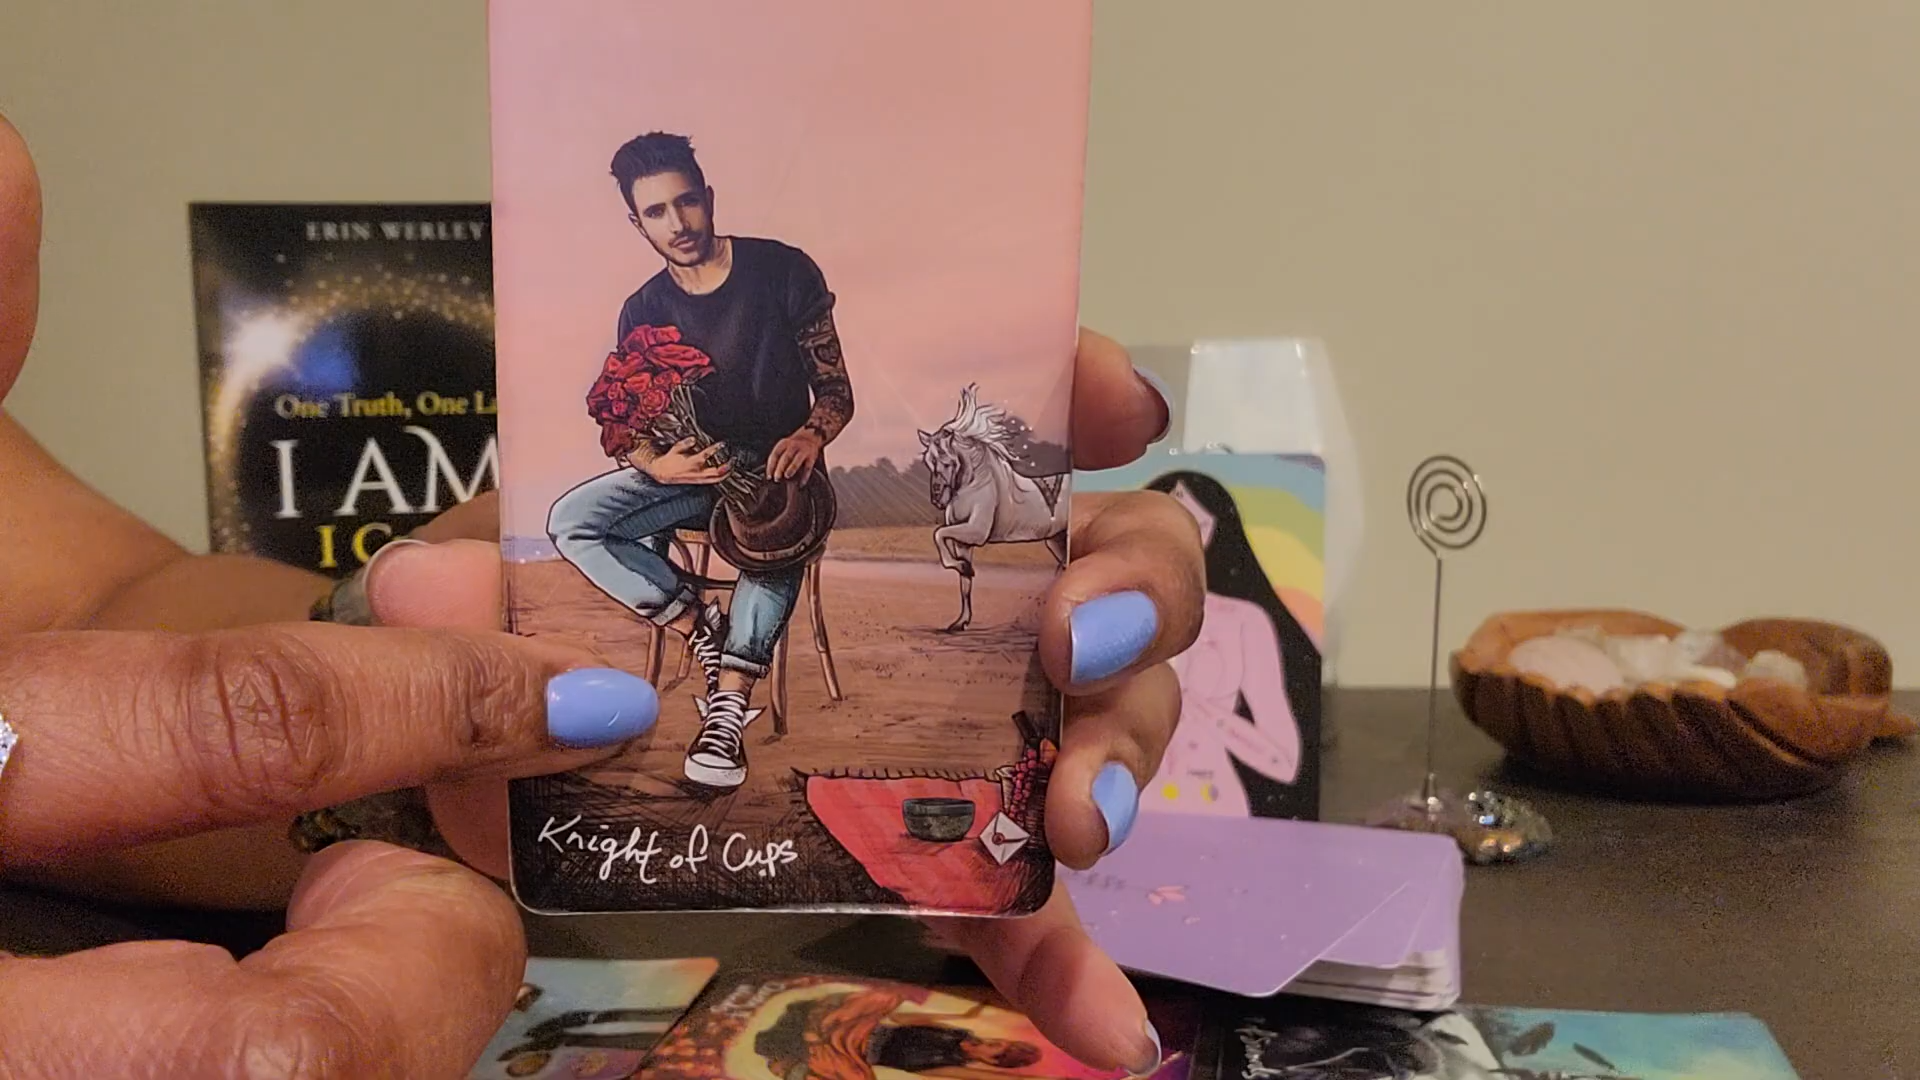 ERIN WERLEY
One Truth, One
I AM
Knight of Cups